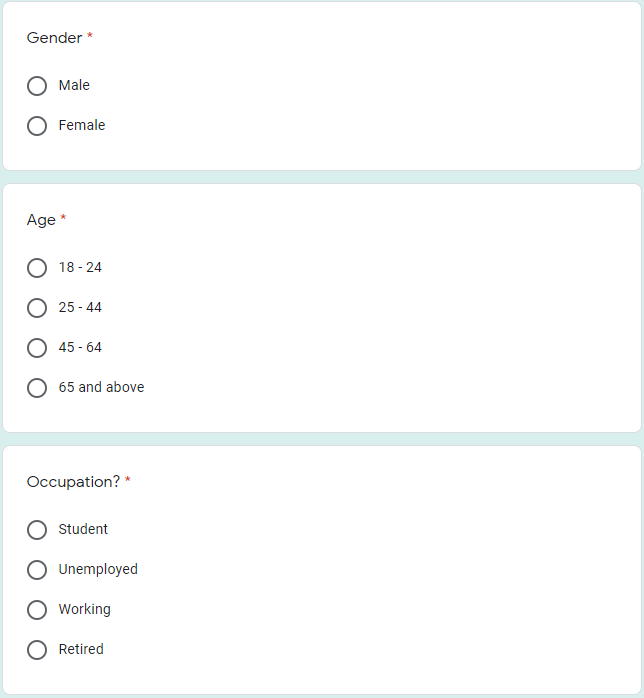 Gender *
Male
Female
Age *
18 - 24
25 - 44
45 - 64
65 and above
Occupation? *
Student
Unemployed
Working
Retired